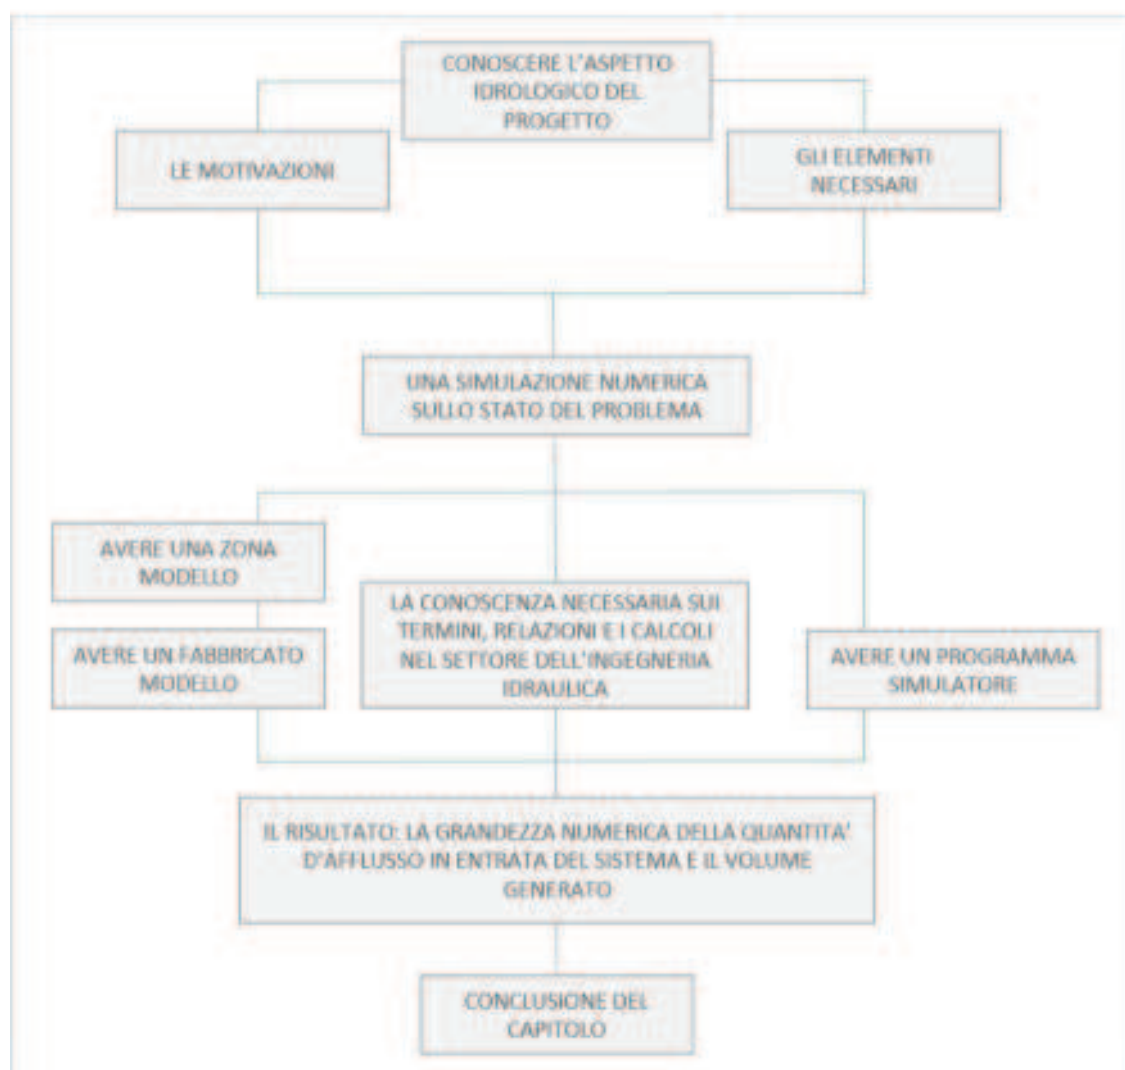 CONOSCERE L'ASPETTO
IDROLOGICO DEL
PROGETTO
LE MOTIVAZIONI
GLI ELEMENTI
NECESSARI
UNA SIMULAZIONE NUMERICA
SULLO STATO DEL PROBLEMA
AVERE UNA ZONA
MODELLO
AVERE UN FABBRICATO
MODELLO
LA CONOSCENZA NECESSARIA SUI
TERMINI, RELAZIONI E I CALCOLI
NEL SETTORE DELL'INGEGNERIA
IDRAULICA
AVERE UN PROGRAMMA
SIMULATORE
IL RISULTATO: LA GRANDEZZA NUMERICA DELLA QUANTITA'
D'AFFLUSSO IN ENTRATA DEL SISTEMA E IL VOLUME
GENERATO
CONCLUSIONE DEL
CAPITOLO